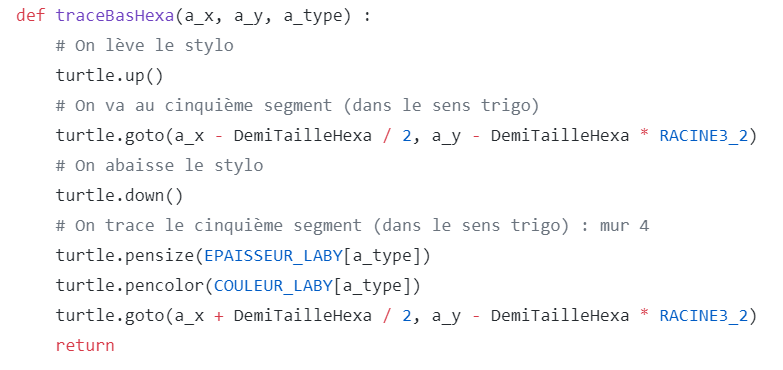 def traceBasHexa(a_x, a_y, a_type) :
    # On lève le stylo
    turtle.up()
    # On va au cinquième segment (dans le sens trigo)
    turtle.goto(a_x - DemiTailleHexa / 2, a_y - DemiTailleHexa * RACINE3_2)
    # On abaisse le stylo
    turtle.down()
    # On trace le cinquième segment (dans le sens trigo) : mur 4
    turtle.pensize(EPAISSEUR_LABY[a_type])
    turtle.pencolor(COULEUR_LABY[a_type])
    turtle.goto(a_x + DemiTailleHexa / 2, a_y - DemiTailleHexa * RACINE3_2)
    return